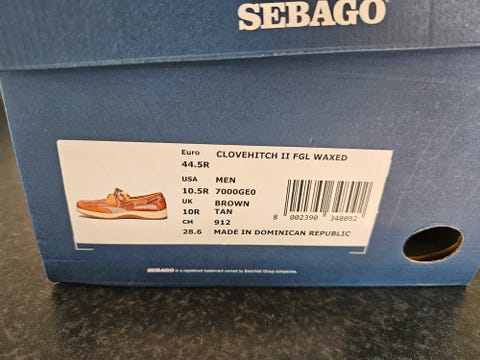 SEBAGO
Euro CLOVEHITCH II FGL WAXED
44.5R
USA MEN
10.5R 7000GE0
UK BROWN
10R TAN
CM 912
28.6 MADE IN DOMINICAN REPUBLIC
8 002390 348092
SEBAGO is a registered trademark owned by BasicNet Group companies.